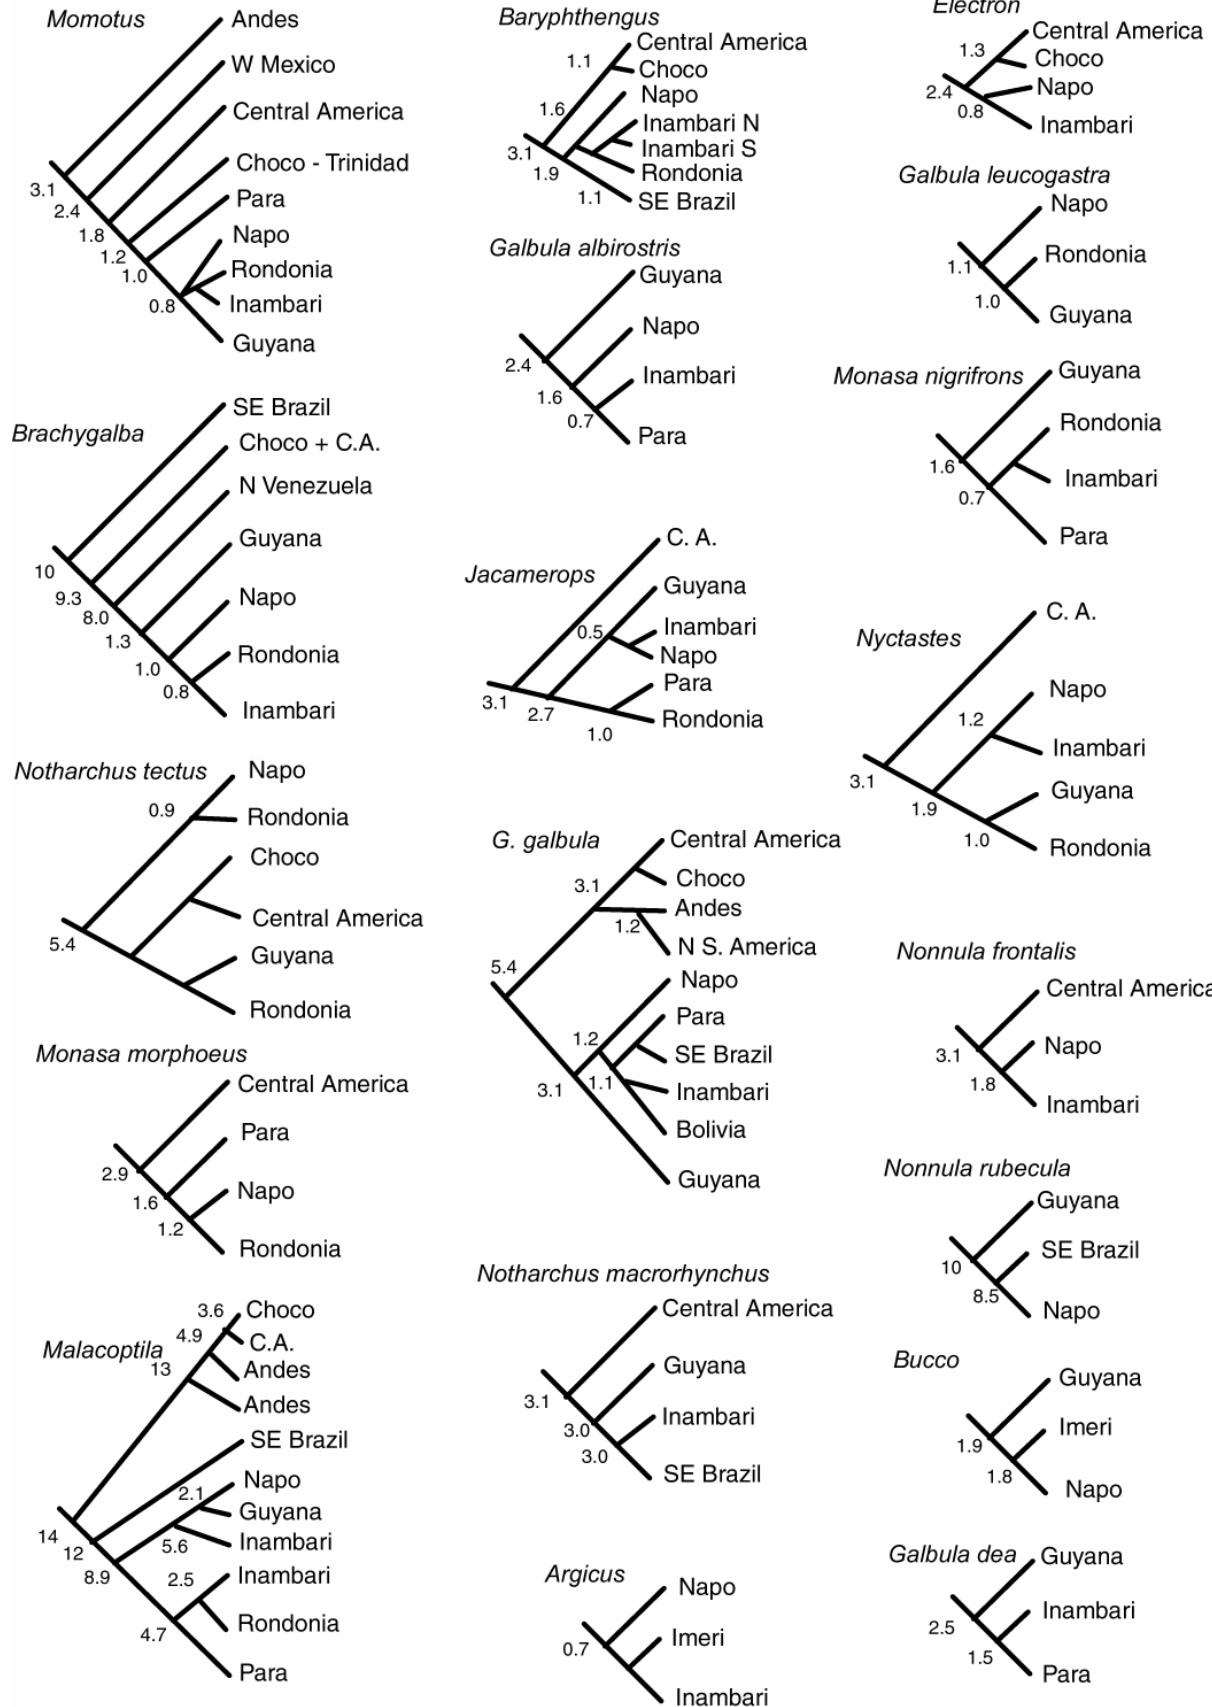 Momotus
Andes
W Mexico
Central America
Choco - Trinidad
Para
Napo
Rondonia
Inambari
Guyana
3.1
2.4
1.8
1.2
1.0
0.8
Brachygalba
SE Brazil
Choco + C.A.
N Venezuela
Guyana
Napo
Rondonia
Inambari
10
9.3
8.0
1.3
1.0
0.8
Notharchus tectus
Napo
0.9
Rondonia
Choco
Central America
5.4
Guyana
Rondonia
Monasa morphoeus
Central America
Para
2.9
Napo
1.6
1.2
Rondonia
Malacoptila
3.6
Choco
4.9
C.A.
13
Andes
Andes
SE Brazil
Napo
2.1
Guyana
14
12
5.6
Inambari
8.9
2.5
Inambari
Rondonia
4.7
Para
Baryphthengus
Central America
1.1
Choco
Napo
1.6
Inambari N
Inambari S
3.1
Rondonia
1.9
1.1
SE Brazil
Galbula albirostris
Guyana
Napo
2.4
Inambari
1.6
0.7
Para
Jacamerops
C. A.
Guyana
0.5
Inambari
Napo
Para
3.1
2.7
Rondonia
1.0
G. galbula
Central America
3.1
Choco
Andes
1.2
N S. America
5.4
Napo
Para
1.2
SE Brazil
3.1
1.1
Inambari
Bolivia
Guyana
Notharchus macrorhynchus
Central America
Guyana
3.1
Inambari
3.0
3.0
SE Brazil
Argicus
Napo
Imeri
0.7
Inambari
Electron
Central America
1.3
Choco
Napo
2.4
0.8
Inambari
Galbula leucogastra
Napo
Rondonia
1.1
1.0
Guyana
Monasa nigrifrons
Guyana
Rondonia
1.6
Inambari
0.7
Para
Nyctastes
C. A.
Napo
1.2
Inambari
3.1
Guyana
1.9
1.0
Rondonia
Nonnula frontalis
Central America
Napo
3.1
1.8
Inambari
Nonnula rubecula
Guyana
SE Brazil
10
8.5
Napo
Bucco
Guyana
Imeri
1.9
1.8
Napo
Galbula dea
Guyana
Inambari
2.5
1.5
Para